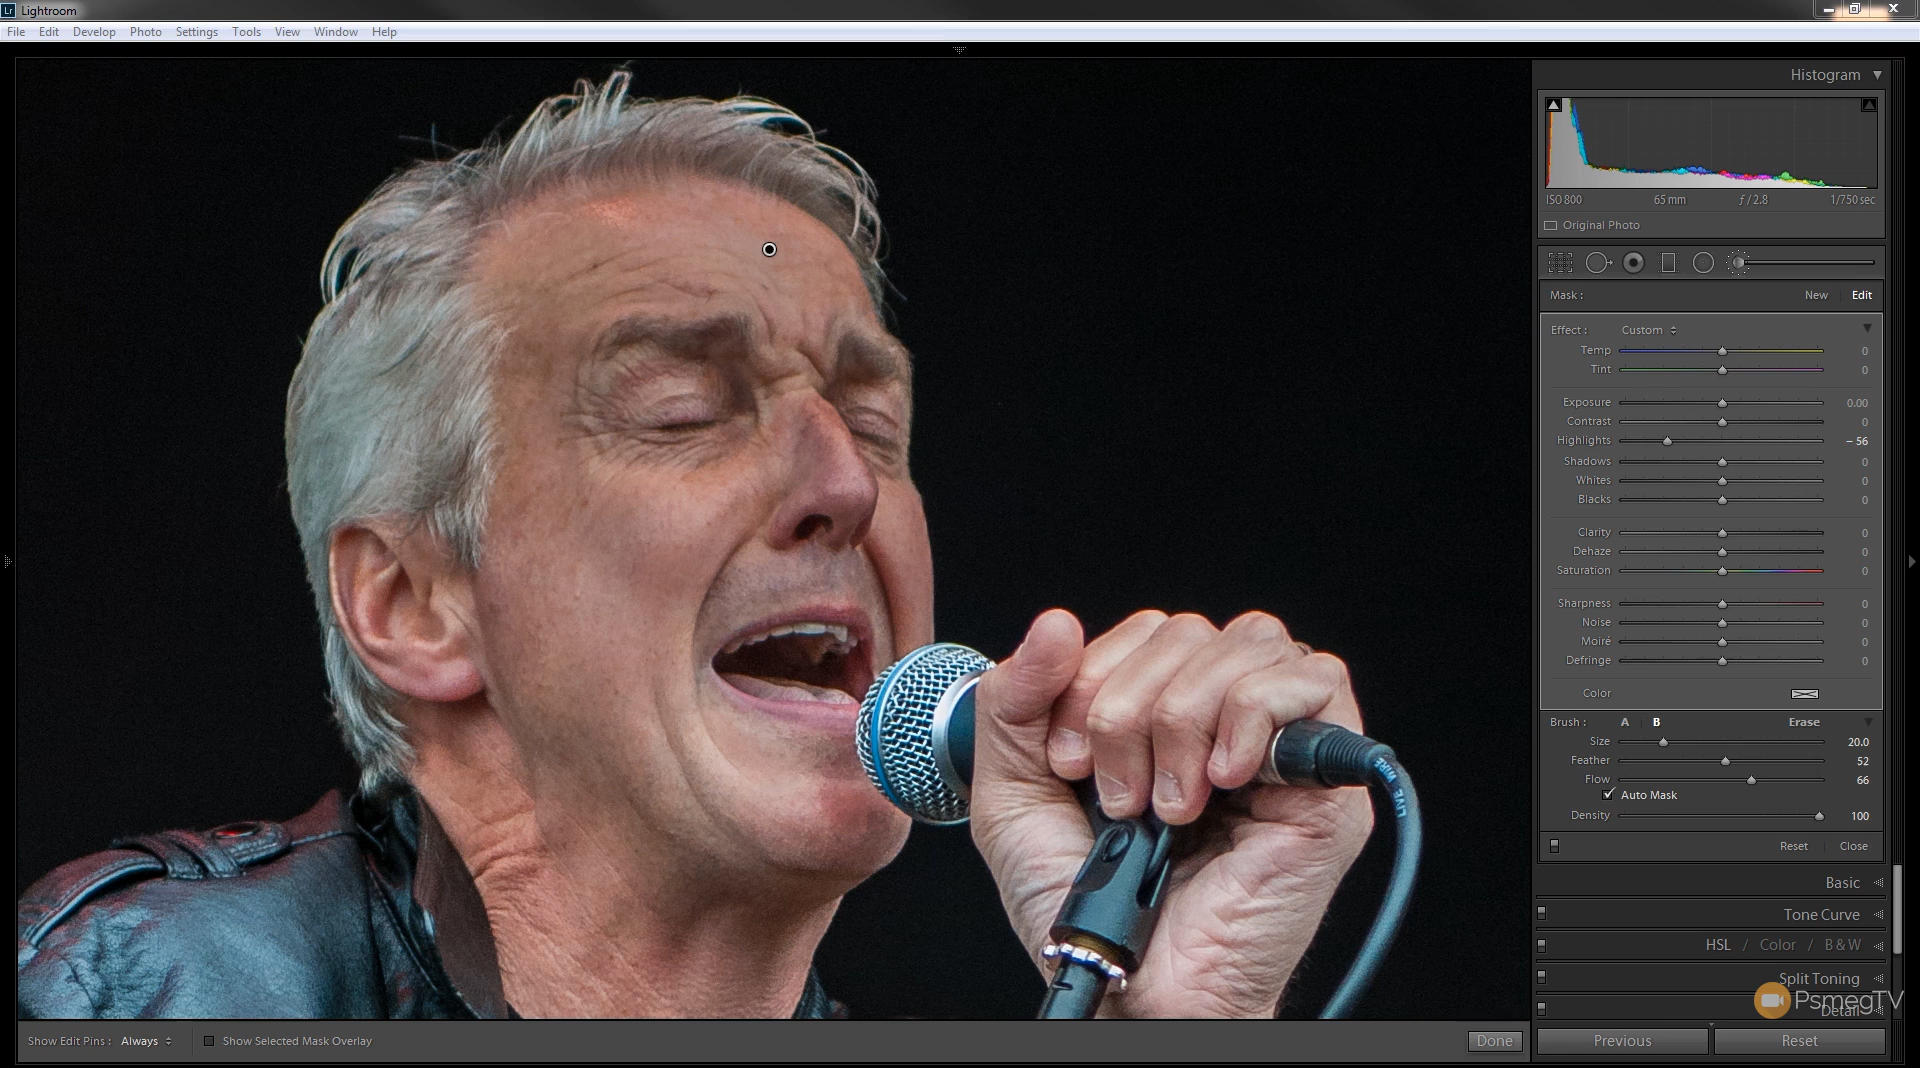 Lr Lightroom
File Edit Develop Photo Settings Tools View Window Help
Histogram
ISO 800 65 mm ƒ / 2.8 1/750 sec
Original Photo
Mask : New Edit
Effect : Custom
Temp 0
Tint 0
Exposure 0.00
Contrast 0
Highlights – 56
Shadows 0
Whites 0
Blacks 0
Clarity 0
Dehaze 0
Saturation 0
Sharpness 0
Noise 0
Moiré 0
Defringe 0
Color
Brush : A B Erase
Size 20.0
Feather 52
Flow 66
Auto Mask
Density 100
Reset Close
Basic
Tone Curve
HSL / Color / B & W
Split Toning
PsmegTV
Detail
LIVE WIRE
Show Edit Pins : Always Show Selected Mask Overlay Done Previous Reset